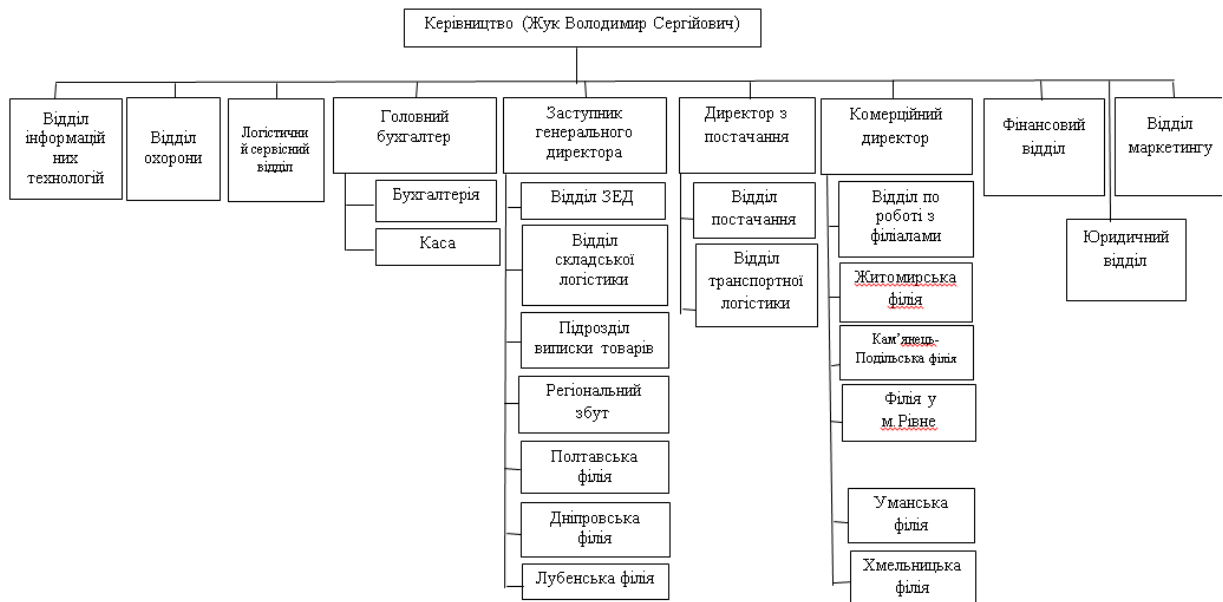 Керівництво (Жук Володимир Сергійович)
Відділ
інформацій
них
технологій
Відділ
охорони
Логістични
й сервісний
відділ
Головний
бухгалтер
Заступник
генерального
директора
Директор з
постачання
Комерційний
директор
Фінансовий
відділ
Відділ
маркетингу
Бухгалтерія
Каса
Відділ ЗЕД
Відділ
складської
логістики
Підрозділ
виписки товарів
Регіональний
збут
Полтавська
філія
Дніпровська
філія
Лубенська філія
Відділ
постачання
Відділ
транспортної
логістики
Відділ по
роботі з
філіалами
Житомирська
філія
Кам’янець-
Подільська філія
Філія у
м.Рівне
Уманська
філія
Хмельницька
філія
Юридичний
відділ